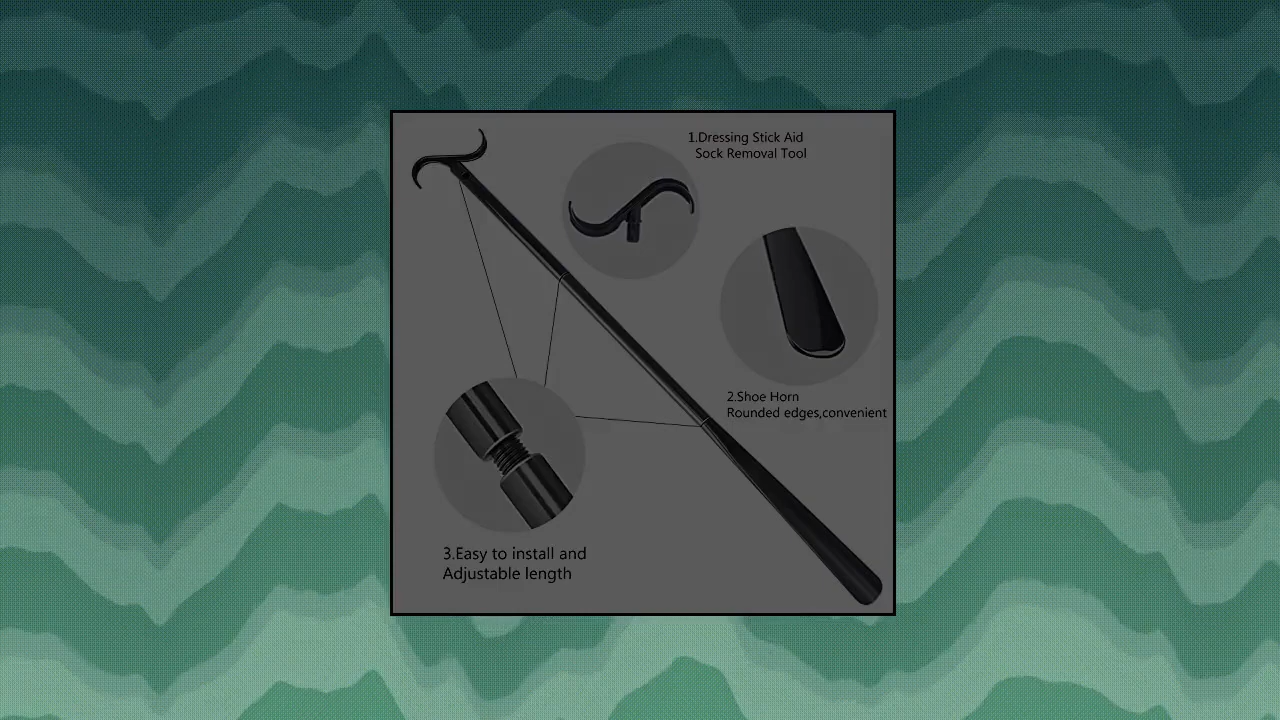 1.Dressing Stick Aid
Sock Removal Tool
2.Shoe Horn
Rounded edges,convenient
3.Easy to install and
Adjustable length